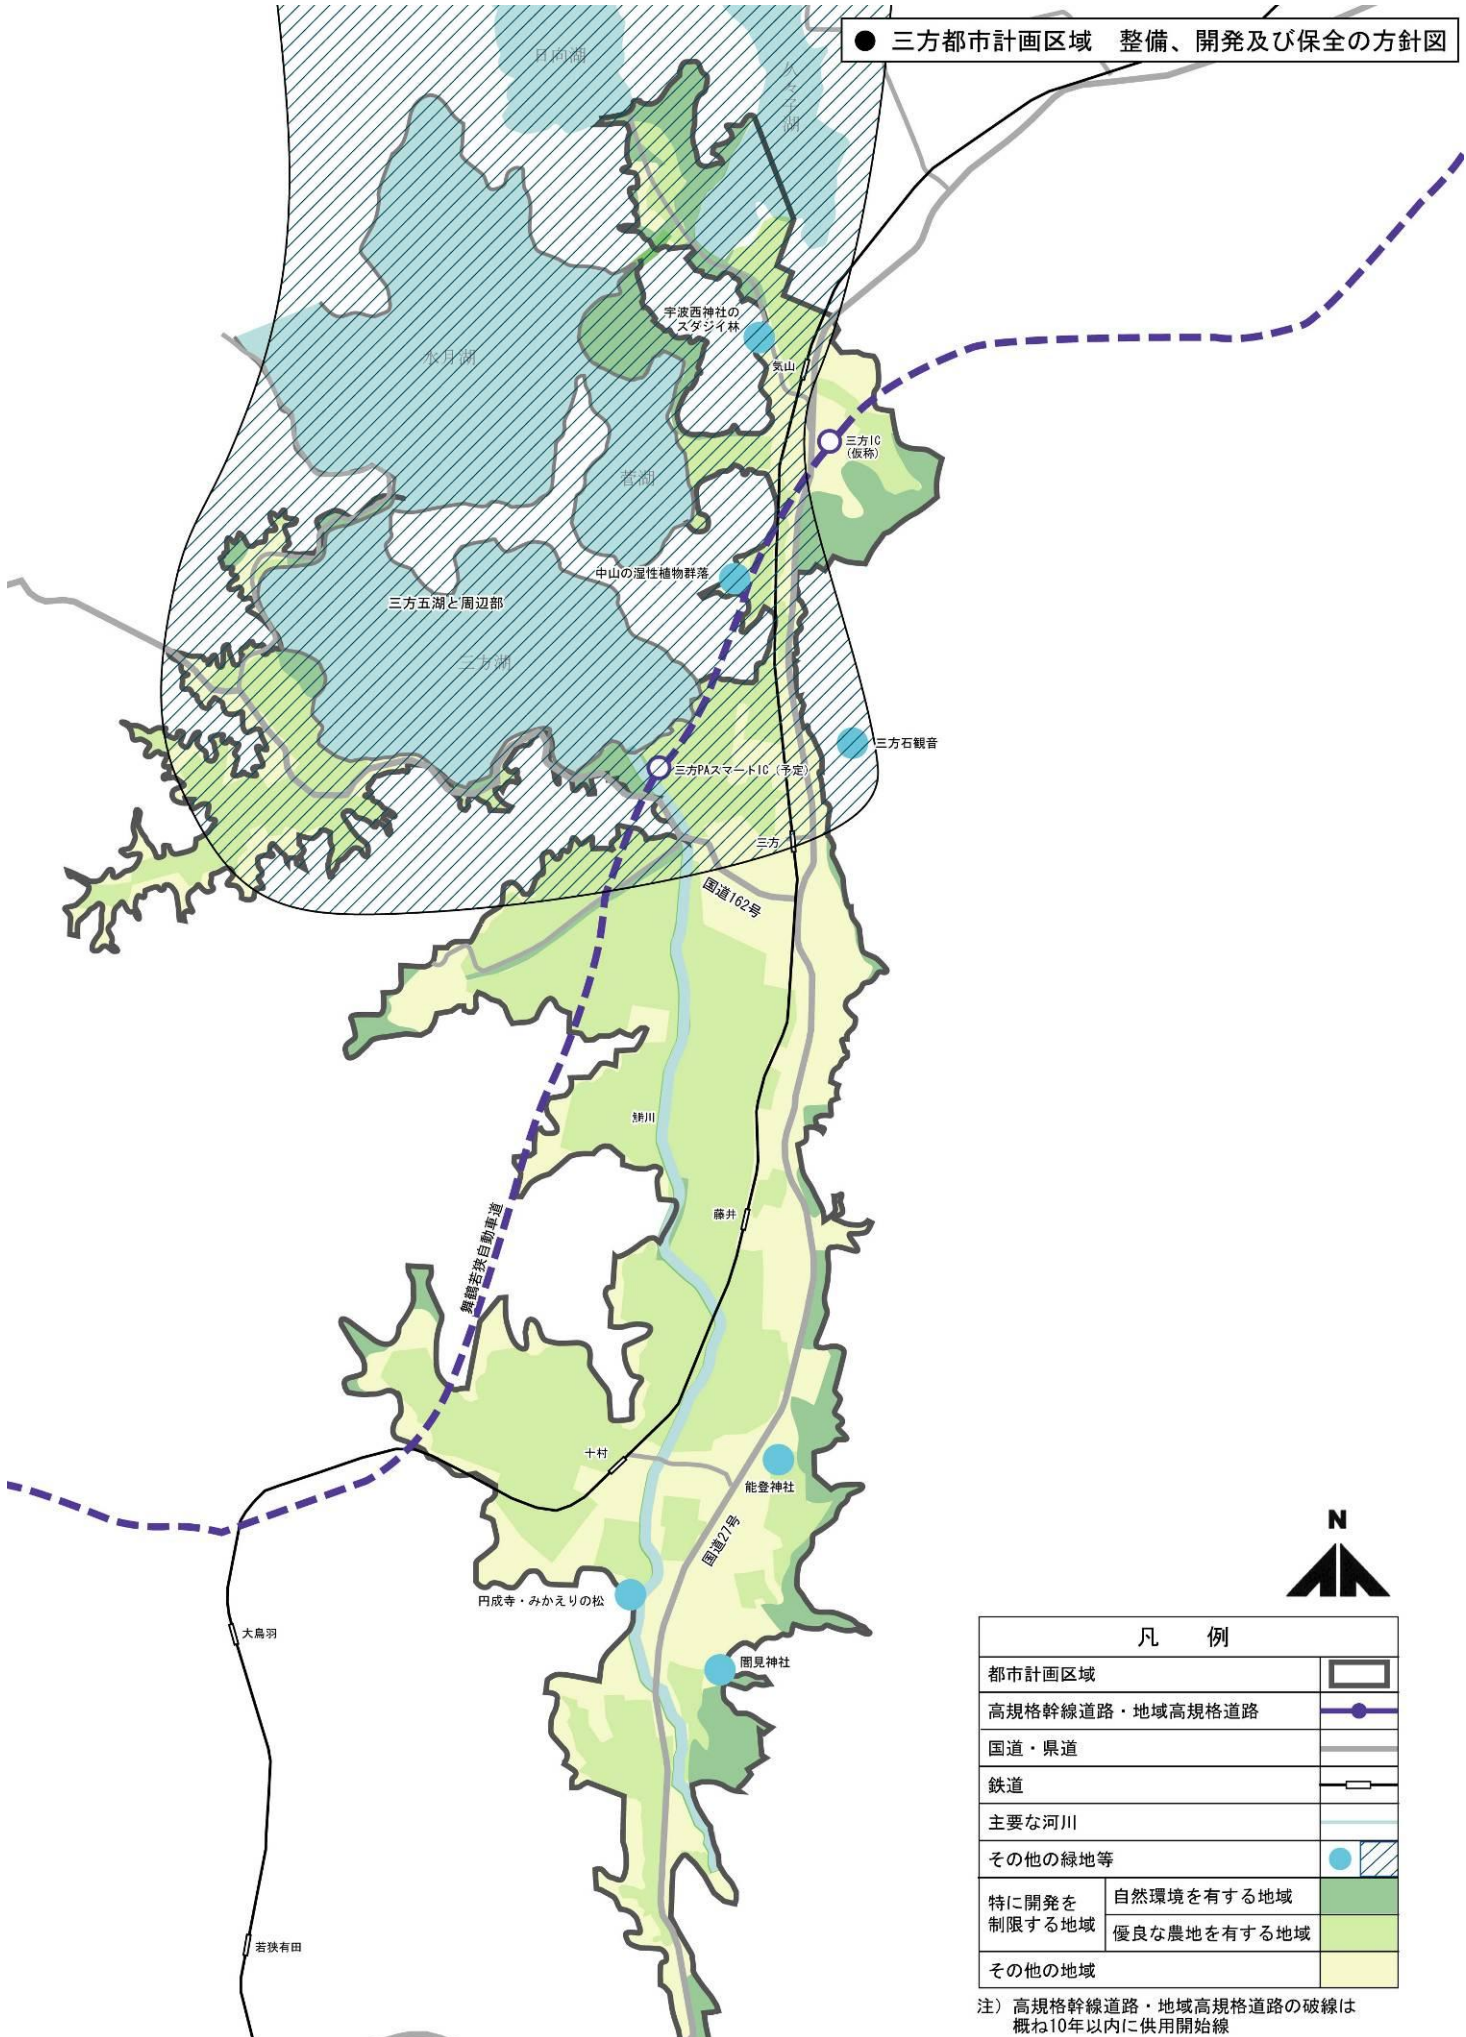 ● 三方都市計画区域　整備、開発及び保全の方針図
日向湖
久々子湖
宇波西神社の
スダジイ林
水月湖
気山
三方IC
(仮称)
菅湖
中山の湿性植物群落
三方五湖と周辺部
三方湖
三方石観音
三方PAスマートIC（予定）
三方
国道162号
鰣川
藤井
舞鶴若狭自動車道
十村
能登神社
国道27号
円成寺・みかえりの松
大鳥羽
闇見神社
若狭有田
N
凡　例
都市計画区域
高規格幹線道路・地域高規格道路
国道・県道
鉄道
主要な河川
その他の緑地等
特に開発を
制限する地域
自然環境を有する地域
優良な農地を有する地域
その他の地域
注）高規格幹線道路・地域高規格道路の破線は
概ね10年以内に供用開始線